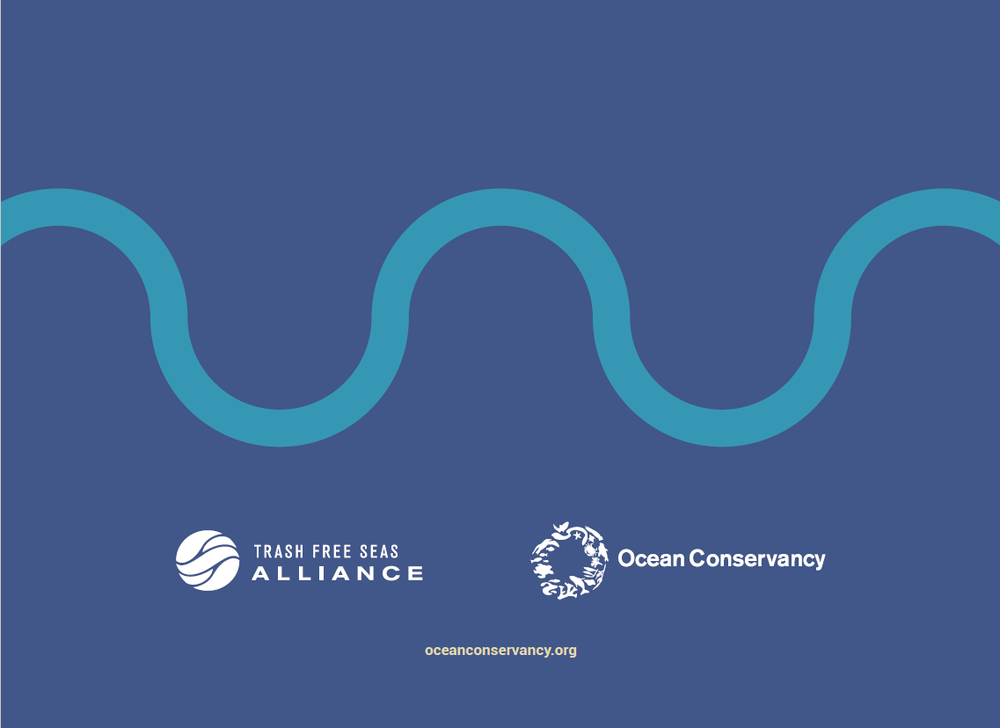 TRASH FREE SEAS
ALLIANCE
Ocean Conservancy
oceanconservancy.org